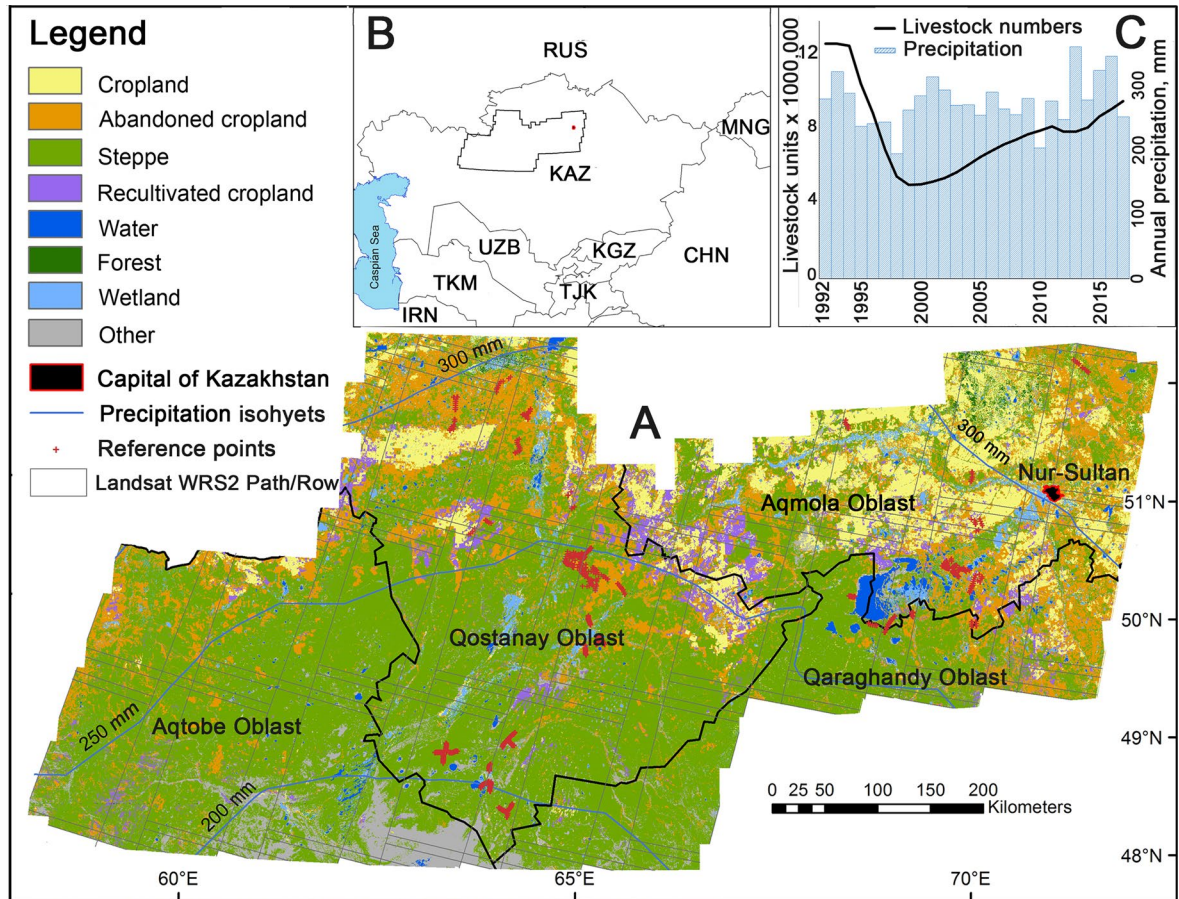 Legend
Cropland
Abandoned cropland
Steppe
Recultivated cropland
Water
Forest
Wetland
Other
Capital of Kazakhstan
Precipitation isohyets
Reference points
Landsat WRS2 Path/Row
B
RUS
MNG
KAZ
Caspian Sea
UZB
KGZ
CHN
TKM
TJK
IRN
C
Livestock numbers
Precipitation
Livestock units x 1000,000
12
8
4
0
Annual precipitation, mm
300
200
100
0
1992
1995
2000
2005
2010
2015
A
300 mm
300 mm
Nur-Sultan
Aqmola Oblast
Qostanay Oblast
Qaraghandy Oblast
Aqtobe Oblast
250 mm
200 mm
0 25 50 100 150 200
Kilometers
51°N
50°N
49°N
48°N
60°E
65°E
70°E